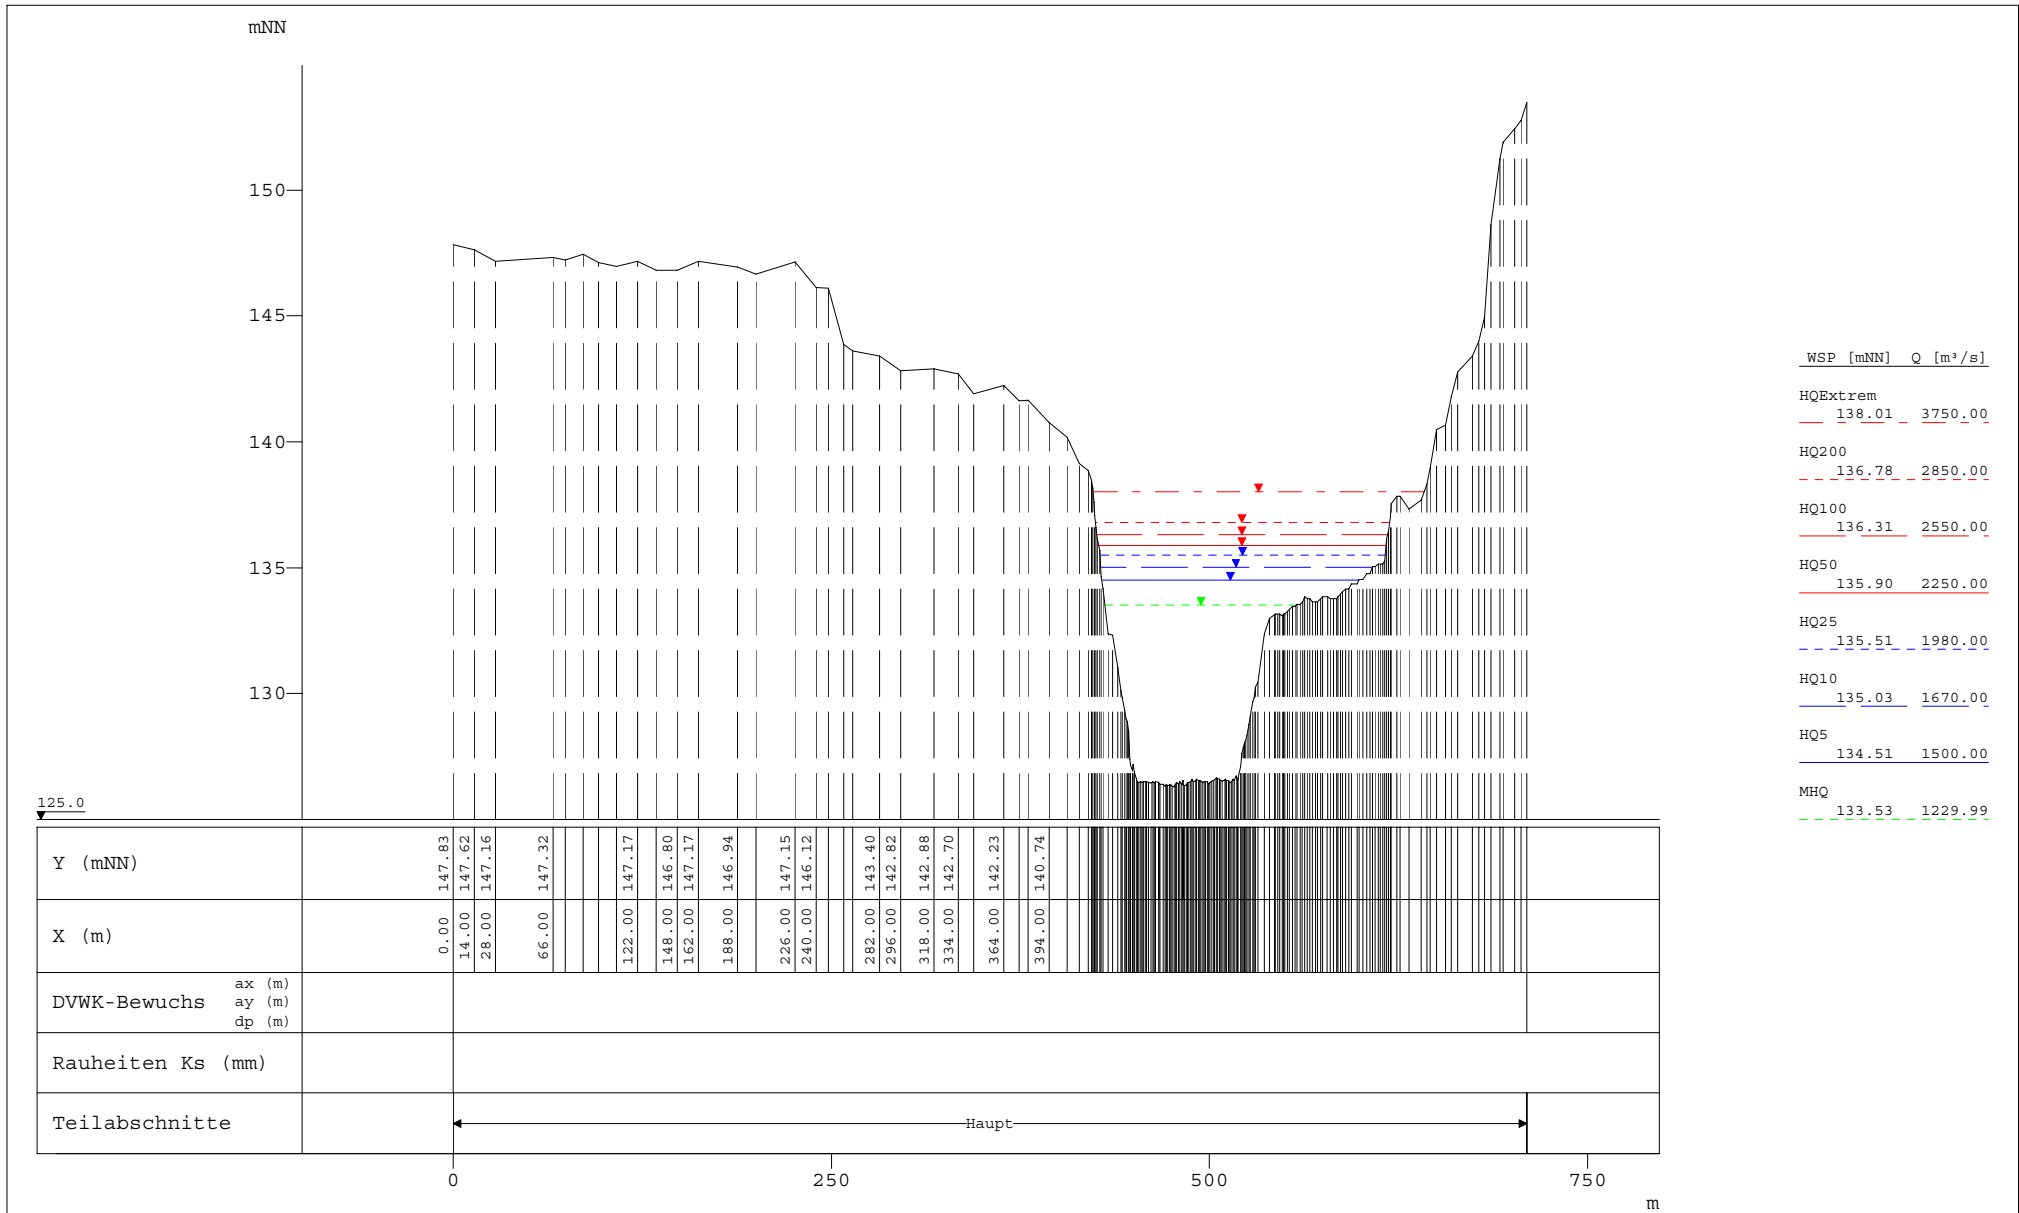 mNN
150
145
140
135
130
125.0
WSP [mNN] Q [m³/s]
HQExtrem
138.01 3750.00
HQ200
136.78 2850.00
HQ100
136.31 2550.00
HQ50
135.90 2250.00
HQ25
135.51 1980.00
HQ10
135.03 1670.00
HQ5
134.51 1500.00
MHQ
133.53 1229.99
Y (mNN) 147.83 147.62 147.16 147.32 147.17 146.80 147.17 146.94 147.15 146.12 143.40 142.82 142.88 142.70 142.23 140.74
X (m) 0.00 14.00 28.00 66.00 122.00 148.00 162.00 188.00 226.00 240.00 282.00 296.00 318.00 334.00 364.00 394.00
DVWK-Bewuchs
ax (m)
ay (m)
dp (m)
Rauheiten Ks (mm)
Teilabschnitte Haupt
0 250 500 750
m